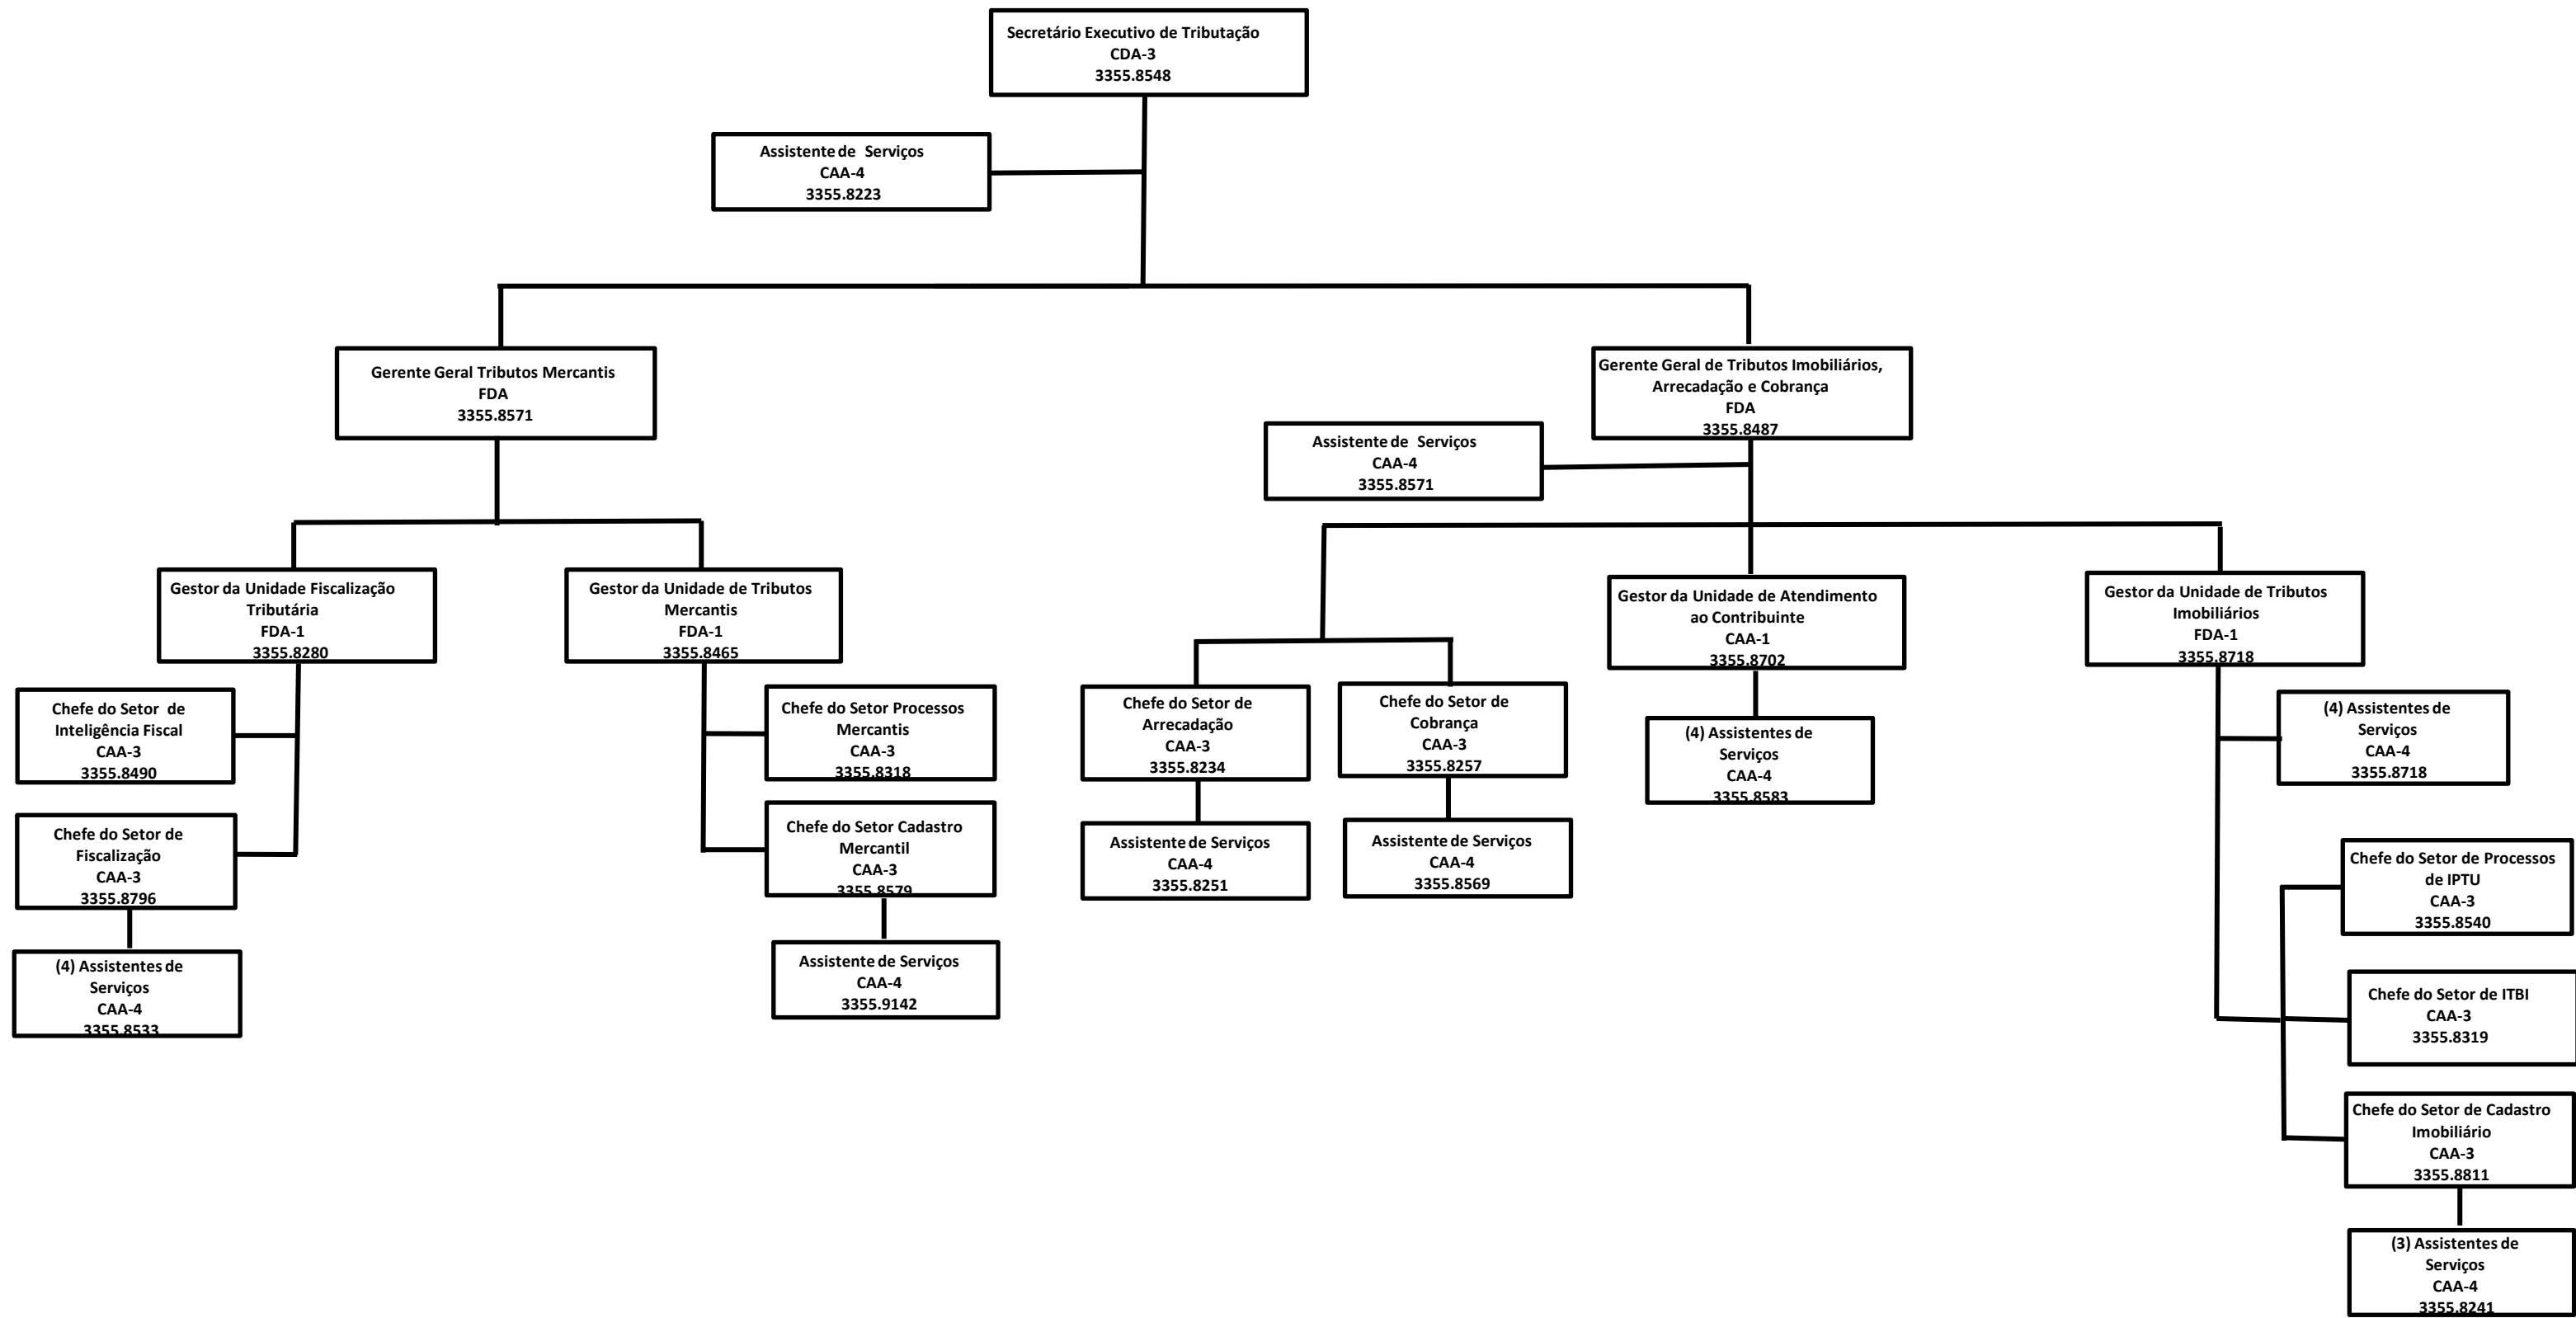 Secretário Executivo de Tributação
CDA-3
3355.8548
Assistente de Serviços
CAA-4
3355.8223
Gerente Geral Tributos Mercantis
FDA
3355.8571
Gerente Geral de Tributos Imobiliários,
Arrecadação e Cobrança
FDA
3355.8487
Assistente de Serviços
CAA-4
3355.8571
Gestor da Unidade Fiscalização
Tributária
FDA-1
3355.8280
Gestor da Unidade de Tributos
Mercantis
FDA-1
3355.8465
Gestor da Unidade de Atendimento
ao Contribuinte
CAA-1
3355.8702
Gestor da Unidade de Tributos
Imobiliários
FDA-1
3355.8718
Chefe do Setor de
Inteligência Fiscal
CAA-3
3355.8490
Chefe do Setor Processos
Mercantis
CAA-3
3355.8318
Chefe do Setor de
Arrecadação
CAA-3
3355.8234
Chefe do Setor de
Cobrança
CAA-3
3355.8257
(4) Assistentes de
Serviços
CAA-4
3355.8583
(4) Assistentes de
Serviços
CAA-4
3355.8718
Chefe do Setor de
Fiscalização
CAA-3
3355.8796
Chefe do Setor Cadastro
Mercantil
CAA-3
3355.8579
Assistente de Serviços
CAA-4
3355.8251
Assistente de Serviços
CAA-4
3355.8569
Chefe do Setor de Processos
de IPTU
CAA-3
3355.8540
(4) Assistentes de
Serviços
CAA-4
3355.8533
Assistente de Serviços
CAA-4
3355.9142
Chefe do Setor de ITBI
CAA-3
3355.8319
Chefe do Setor de Cadastro
Imobiliário
CAA-3
3355.8811
(3) Assistentes de
Serviços
CAA-4
3355.8241